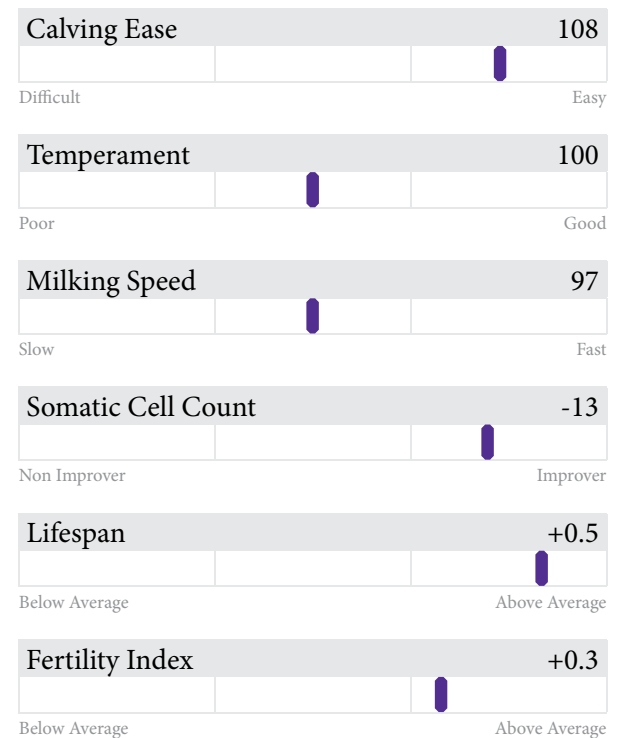 Calving Ease 108
Difficult Easy
Temperament 100
Poor Good
Milking Speed 97
Slow Fast
Somatic Cell Count -13
Non Improver Improver
Lifespan +0.5
Below Average Above Average
Fertility Index +0.3
Below Average Above Average